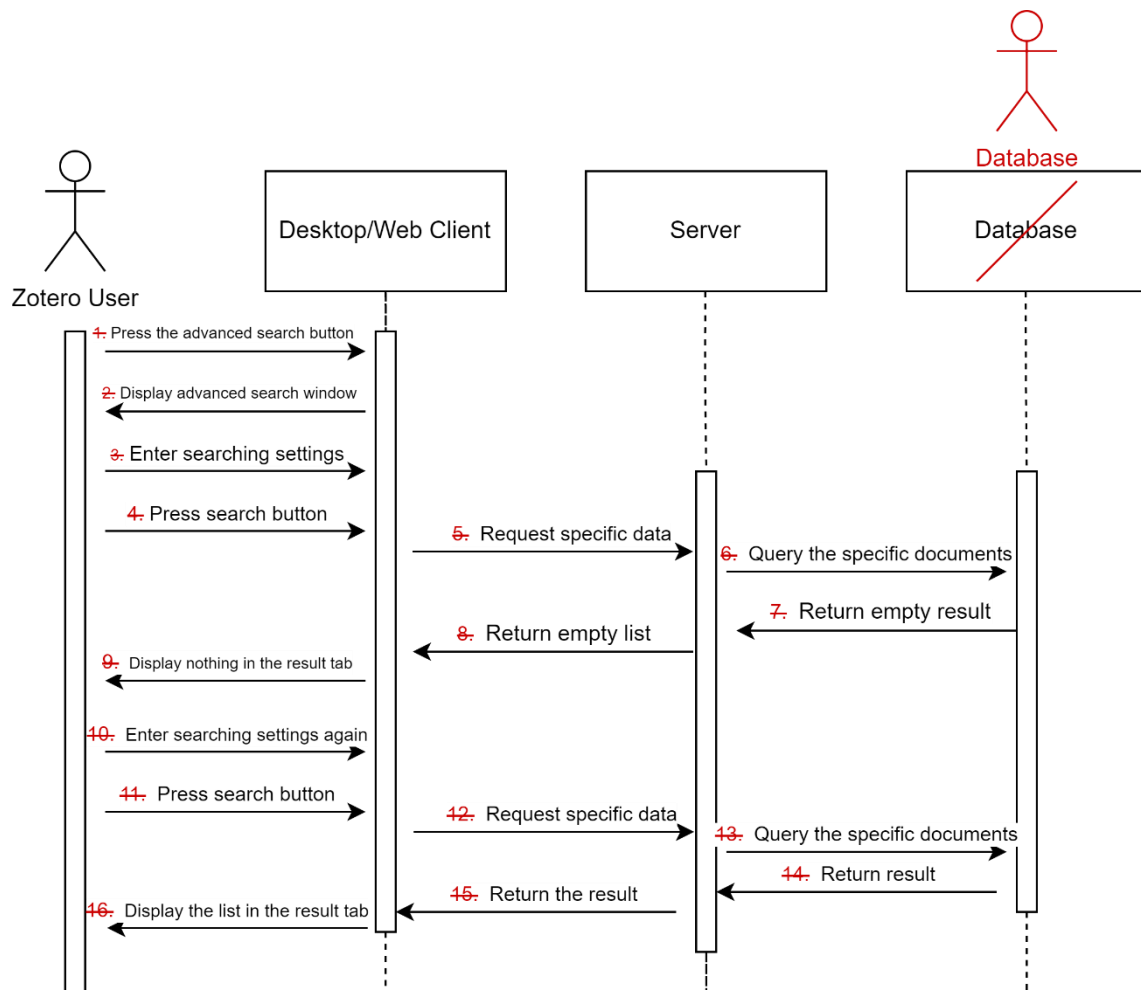 Database
Desktop/Web Client
Server
Database
Zotero User
1. Press the advanced search button
2. Display advanced search window
3. Enter searching settings
4. Press search button
5. Request specific data
6. Query the specific documents
7. Return empty result
8. Return empty list
9. Display nothing in the result tab
10. Enter searching settings again
11. Press search button
12. Request specific data
13. Query the specific documents
14. Return result
15. Return the result
16. Display the list in the result tab